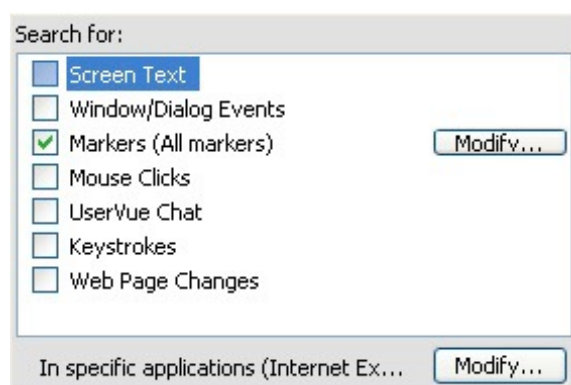 Search for:
Screen Text
Window/Dialog Events
Markers (All markers) Modify...
Mouse Clicks
UserVue Chat
Keystrokes
Web Page Changes
In specific applications (Internet Ex... Modify...